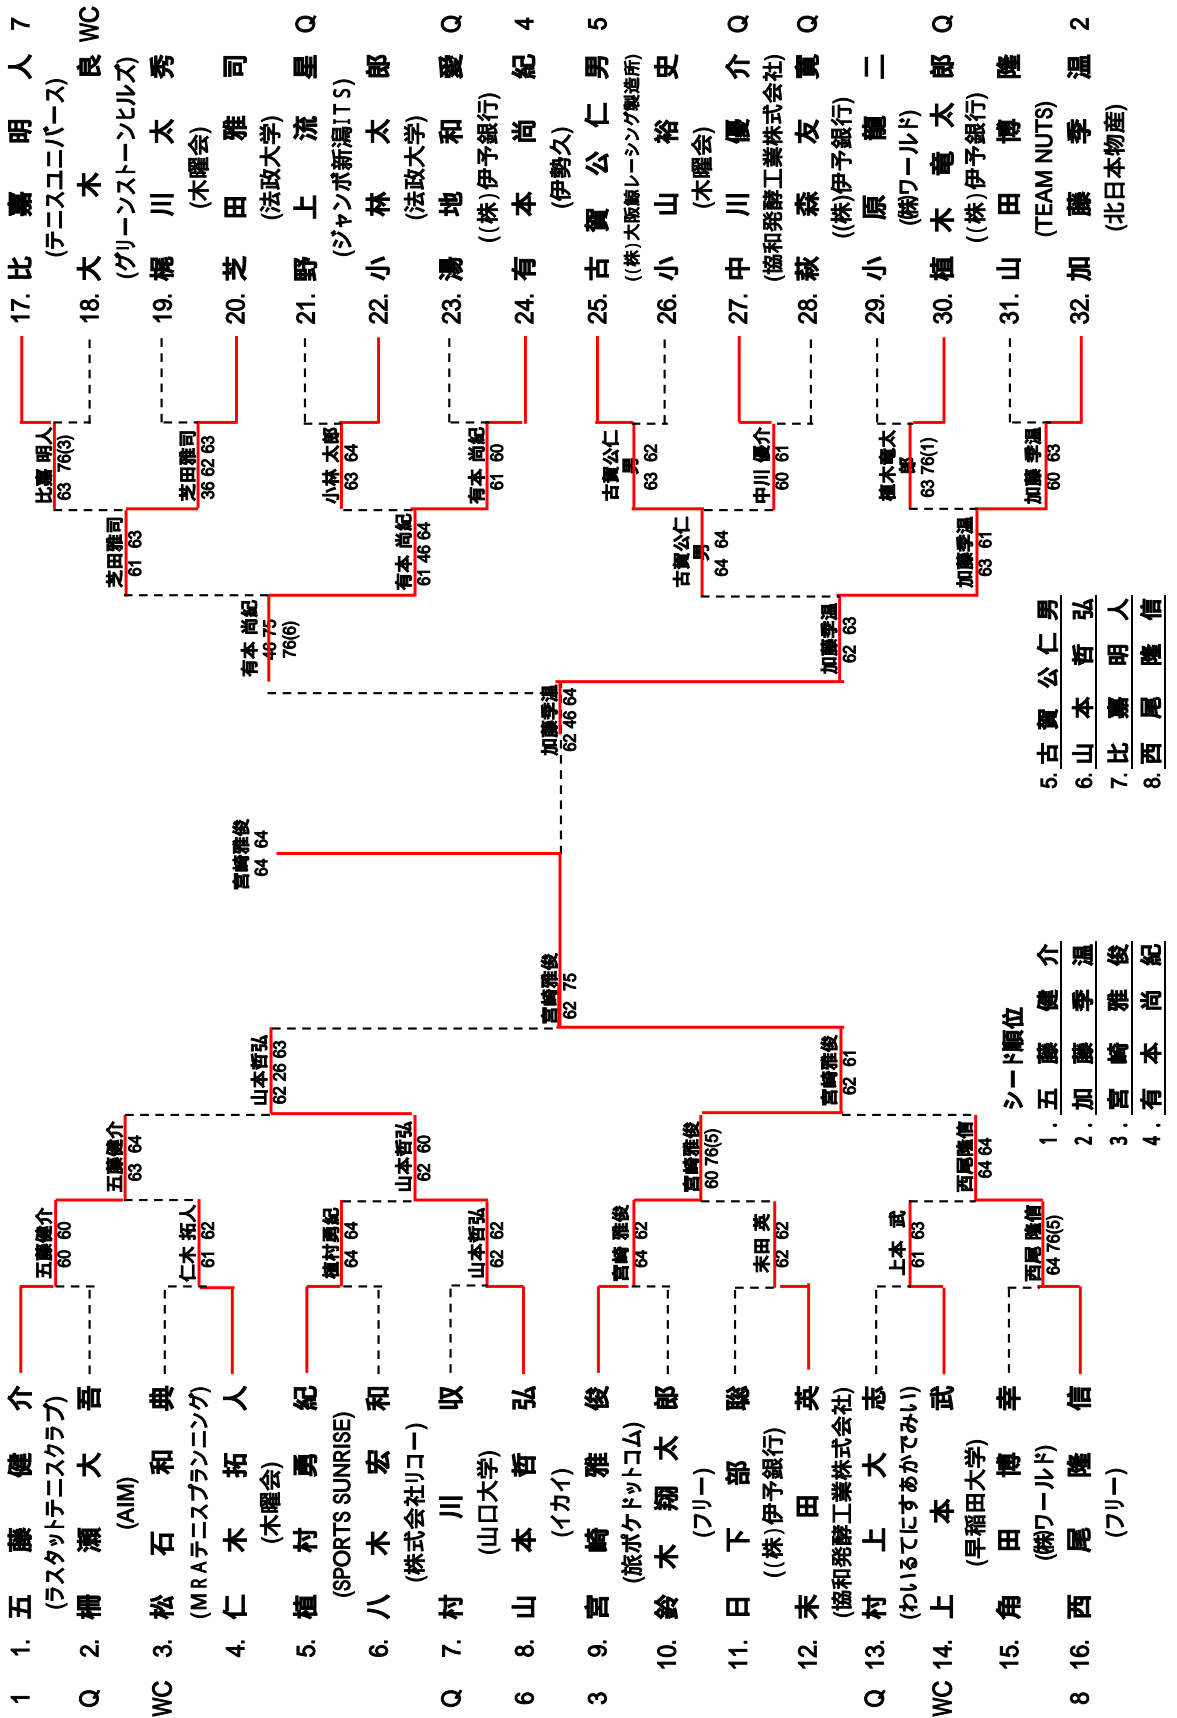 1 1. 五藤健介
(ラスタットテニスクラブ)
Q 2. 柵瀬大吾
(AIM)
WC 3. 松石和典
(MRAテニスプランニング)
4. 仁木拓人
(木曜会)
5. 植村勇紀
(SPORTS SUNRISE)
6. 八木宏和
(株式会社リコー)
Q 7. 村川収
(山口大学)
6 8. 山本哲弘
(イカイ)
3 9. 宮崎雅俊
(旅ポケドットコム)
10. 鈴木翔太郎
(フリー)
11. 日下部聡
((株)伊予銀行)
12. 末田英
(協和発酵工業株式会社)
Q 13. 村上大志
(わいるてにすあかでみい)
WC 14. 上本武
(早稲田大学)
15. 角田博幸
(㈱ワールド)
8 16. 西尾隆信
(フリー)
五藤健介
60 60
仁木 拓人
61 62
植村勇紀
64 64
山本哲弘
62 62
宮崎 雅俊
64 62
末田 英
62 62
上本 武
61 63
西尾 隆信
64 76(5)
五藤健介
63 64
山本哲弘
62 60
宮崎雅俊
60 76(5)
西尾隆信
64 64
山本哲弘
62 26 63
宮崎雅俊
62 61
宮崎雅俊
62 75
宮崎雅俊
64 64
加藤季温
62 46 64
有本 尚紀
46 75
76(6)
加藤季温
62 63
芝田雅司
61 63
有本 尚紀
61 46 64
古賀公仁
男
64 64
加藤季温
63 61
比嘉 明人
63 76(3)
芝田雅司
36 62 63
小林 太郎
63 64
有本 尚紀
61 60
古賀公仁
男
63 62
中川 優介
60 61
植木竜太
郎
63 76(1)
加藤 季温
60 63
17. 比嘉明人 7
(テニスユニバース)
18. 大木良 WC
(グリーンストーンヒルズ)
19. 梶川太秀
(木曜会)
20. 芝田雅司
(法政大学)
21. 野上流星 Q
(ジャンボ新潟ITS)
22. 小林太郎
(法政大学)
23. 湯地和愛 Q
((株)伊予銀行)
24. 有本尚紀 4
(伊勢久)
25. 古賀公仁男 5
((株)大阪鯨レーシング製造所)
26. 小山裕史
(木曜会)
27. 中川優介 Q
(協和発酵工業株式会社)
28. 萩森友寛 Q
((株)伊予銀行)
29. 小原龍二
(㈱ワールド)
30. 植木竜太郎 Q
((株)伊予銀行)
31. 山田博隆
(TEAM NUTS)
32. 加藤季温 2
(北日本物産)
シード順位
1. 五藤健介
2. 加藤季温
3. 宮崎雅俊
4. 有本尚紀
5. 古賀公仁男
6. 山本哲弘
7. 比嘉明人
8. 西尾隆信